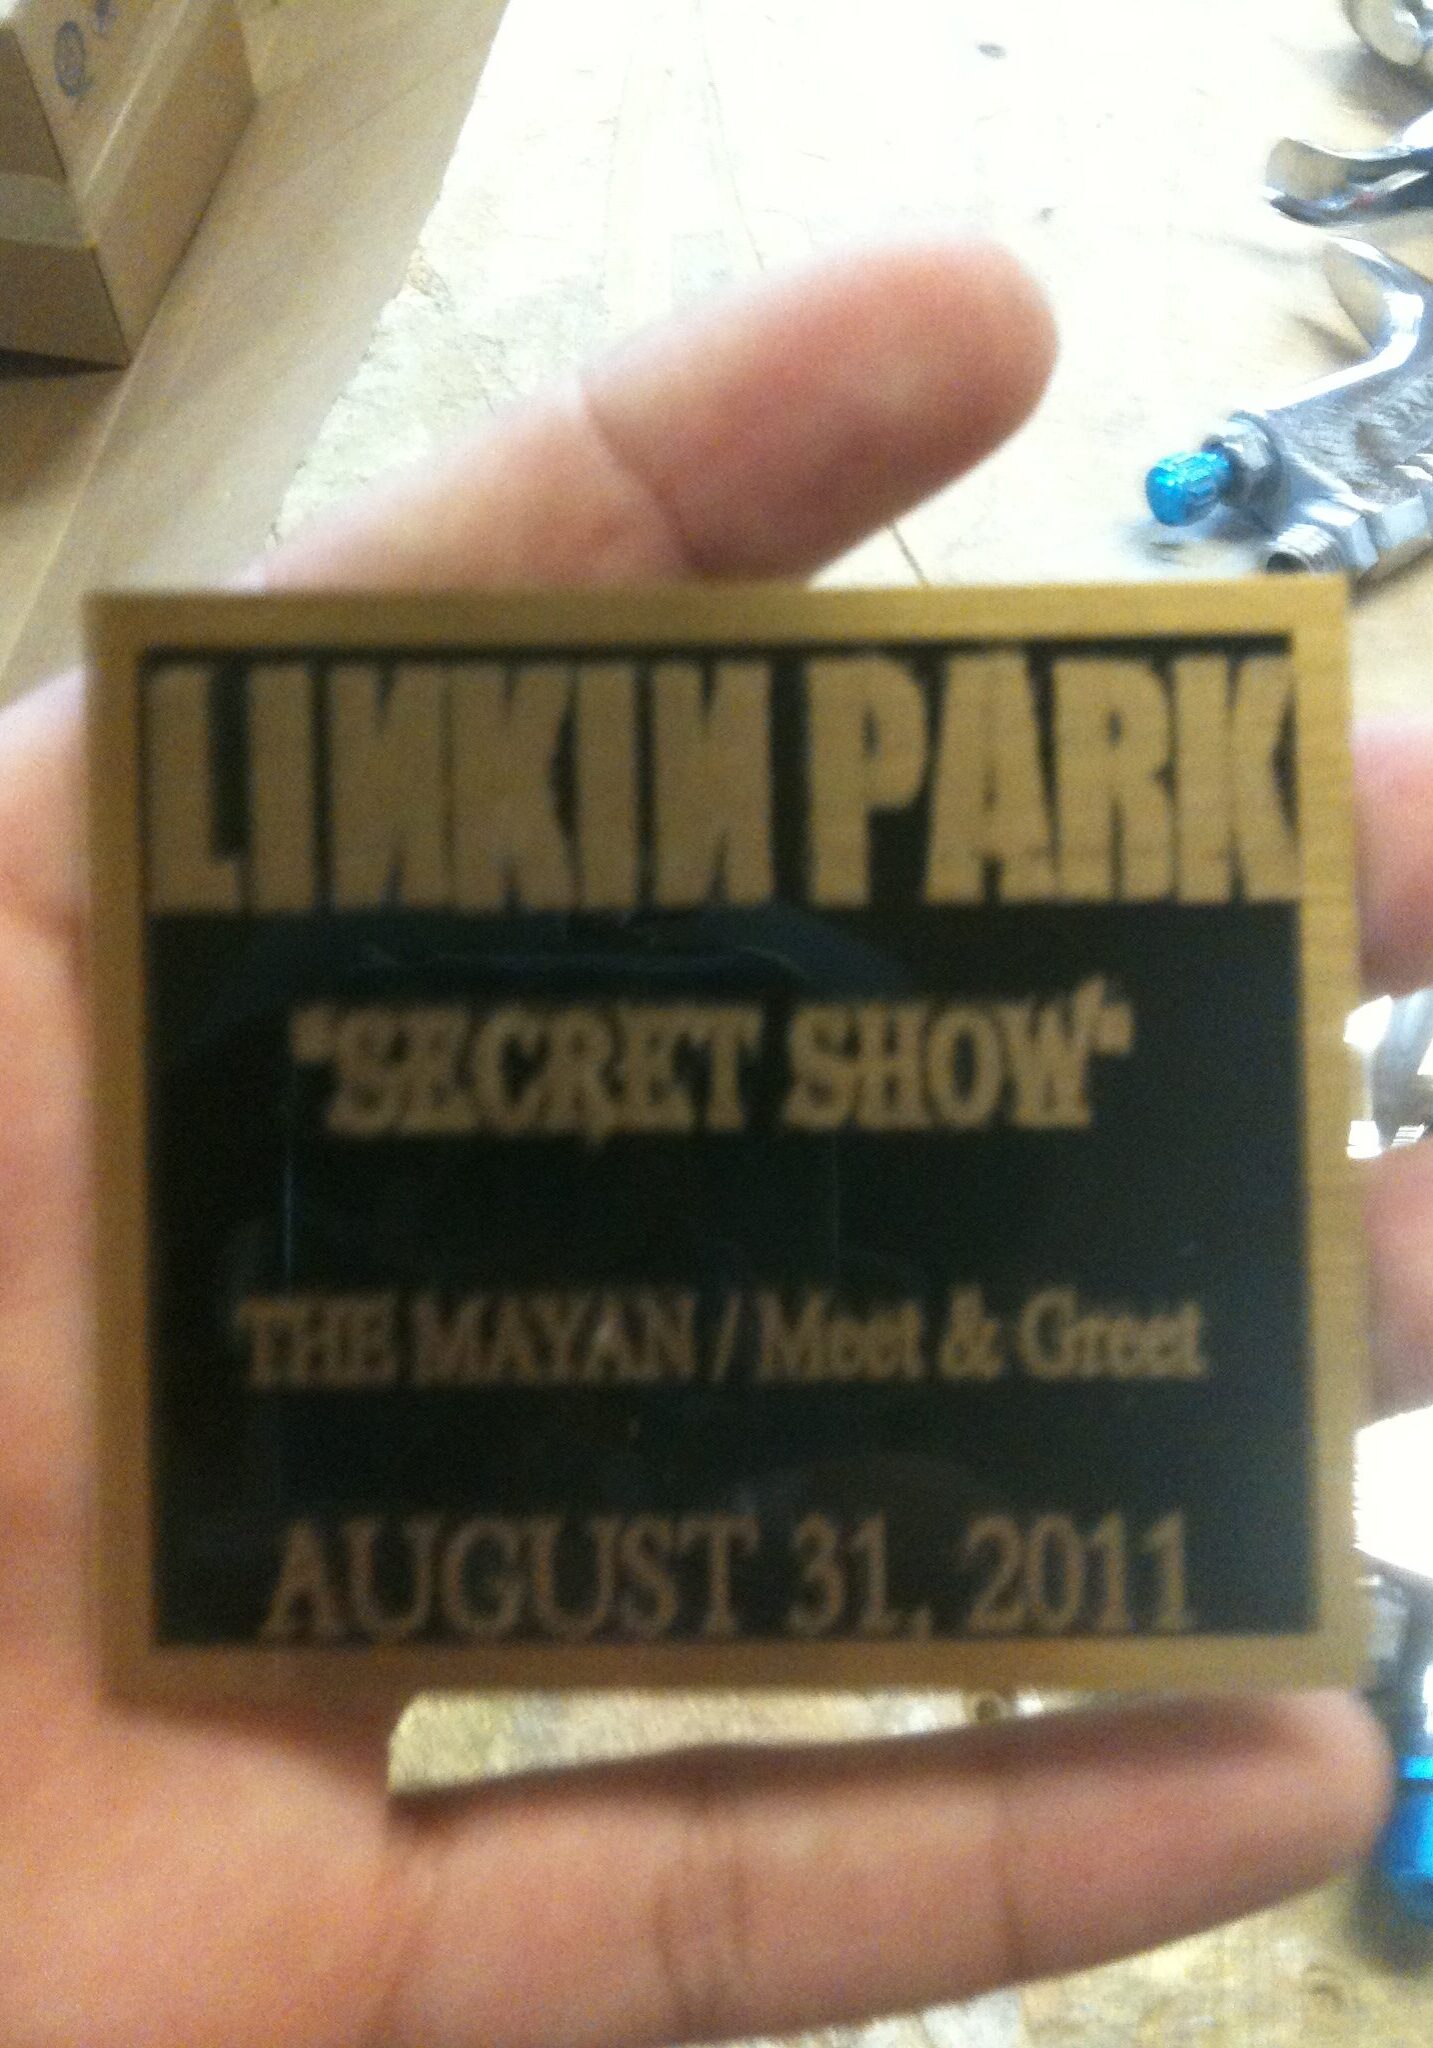 LINKIN PARK
"SECRET SHOW"
THE MAYAN / Meet & Greet
AUGUST 31, 2011